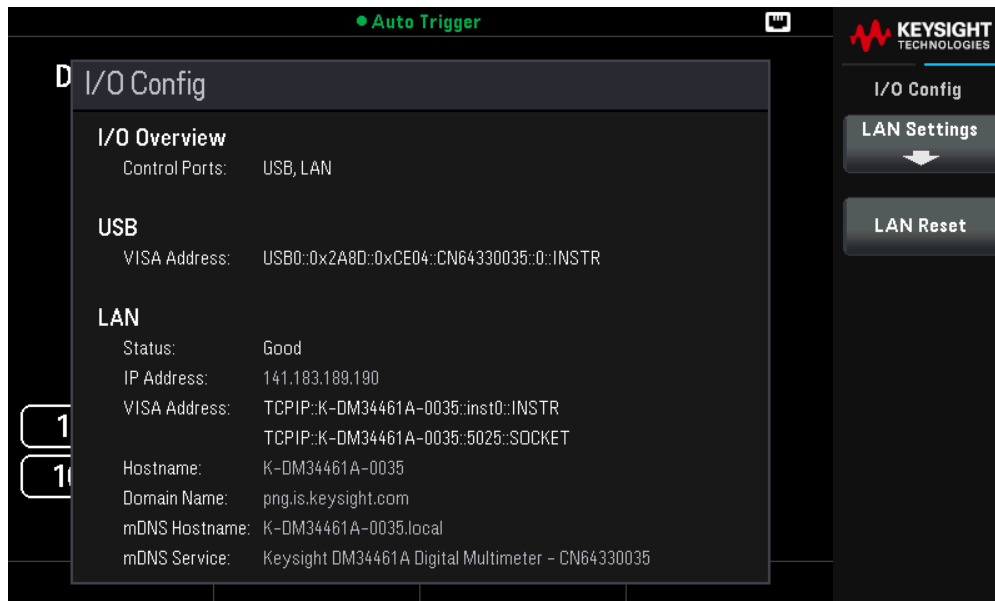 Auto Trigger
KEYSIGHT
TECHNOLOGIES
D
I/O Config
I/O Overview
Control Ports: USB, LAN
USB
VISA Address: USB0::0x2A8D::0xCE04::CN64330035::0::INSTR
LAN
Status: Good
IP Address: 141.183.189.190
VISA Address: TCPIP::K-DM34461A-0035::inst0::INSTR
TCPIP::K-DM34461A-0035::5025::SOCKET
Hostname: K-DM34461A-0035
Domain Name: png.is.keysight.com
mDNS Hostname: K-DM34461A-0035.local
mDNS Service: Keysight DM34461A Digital Multimeter - CN64330035
1
10
I/O Config
LAN Settings
LAN Reset